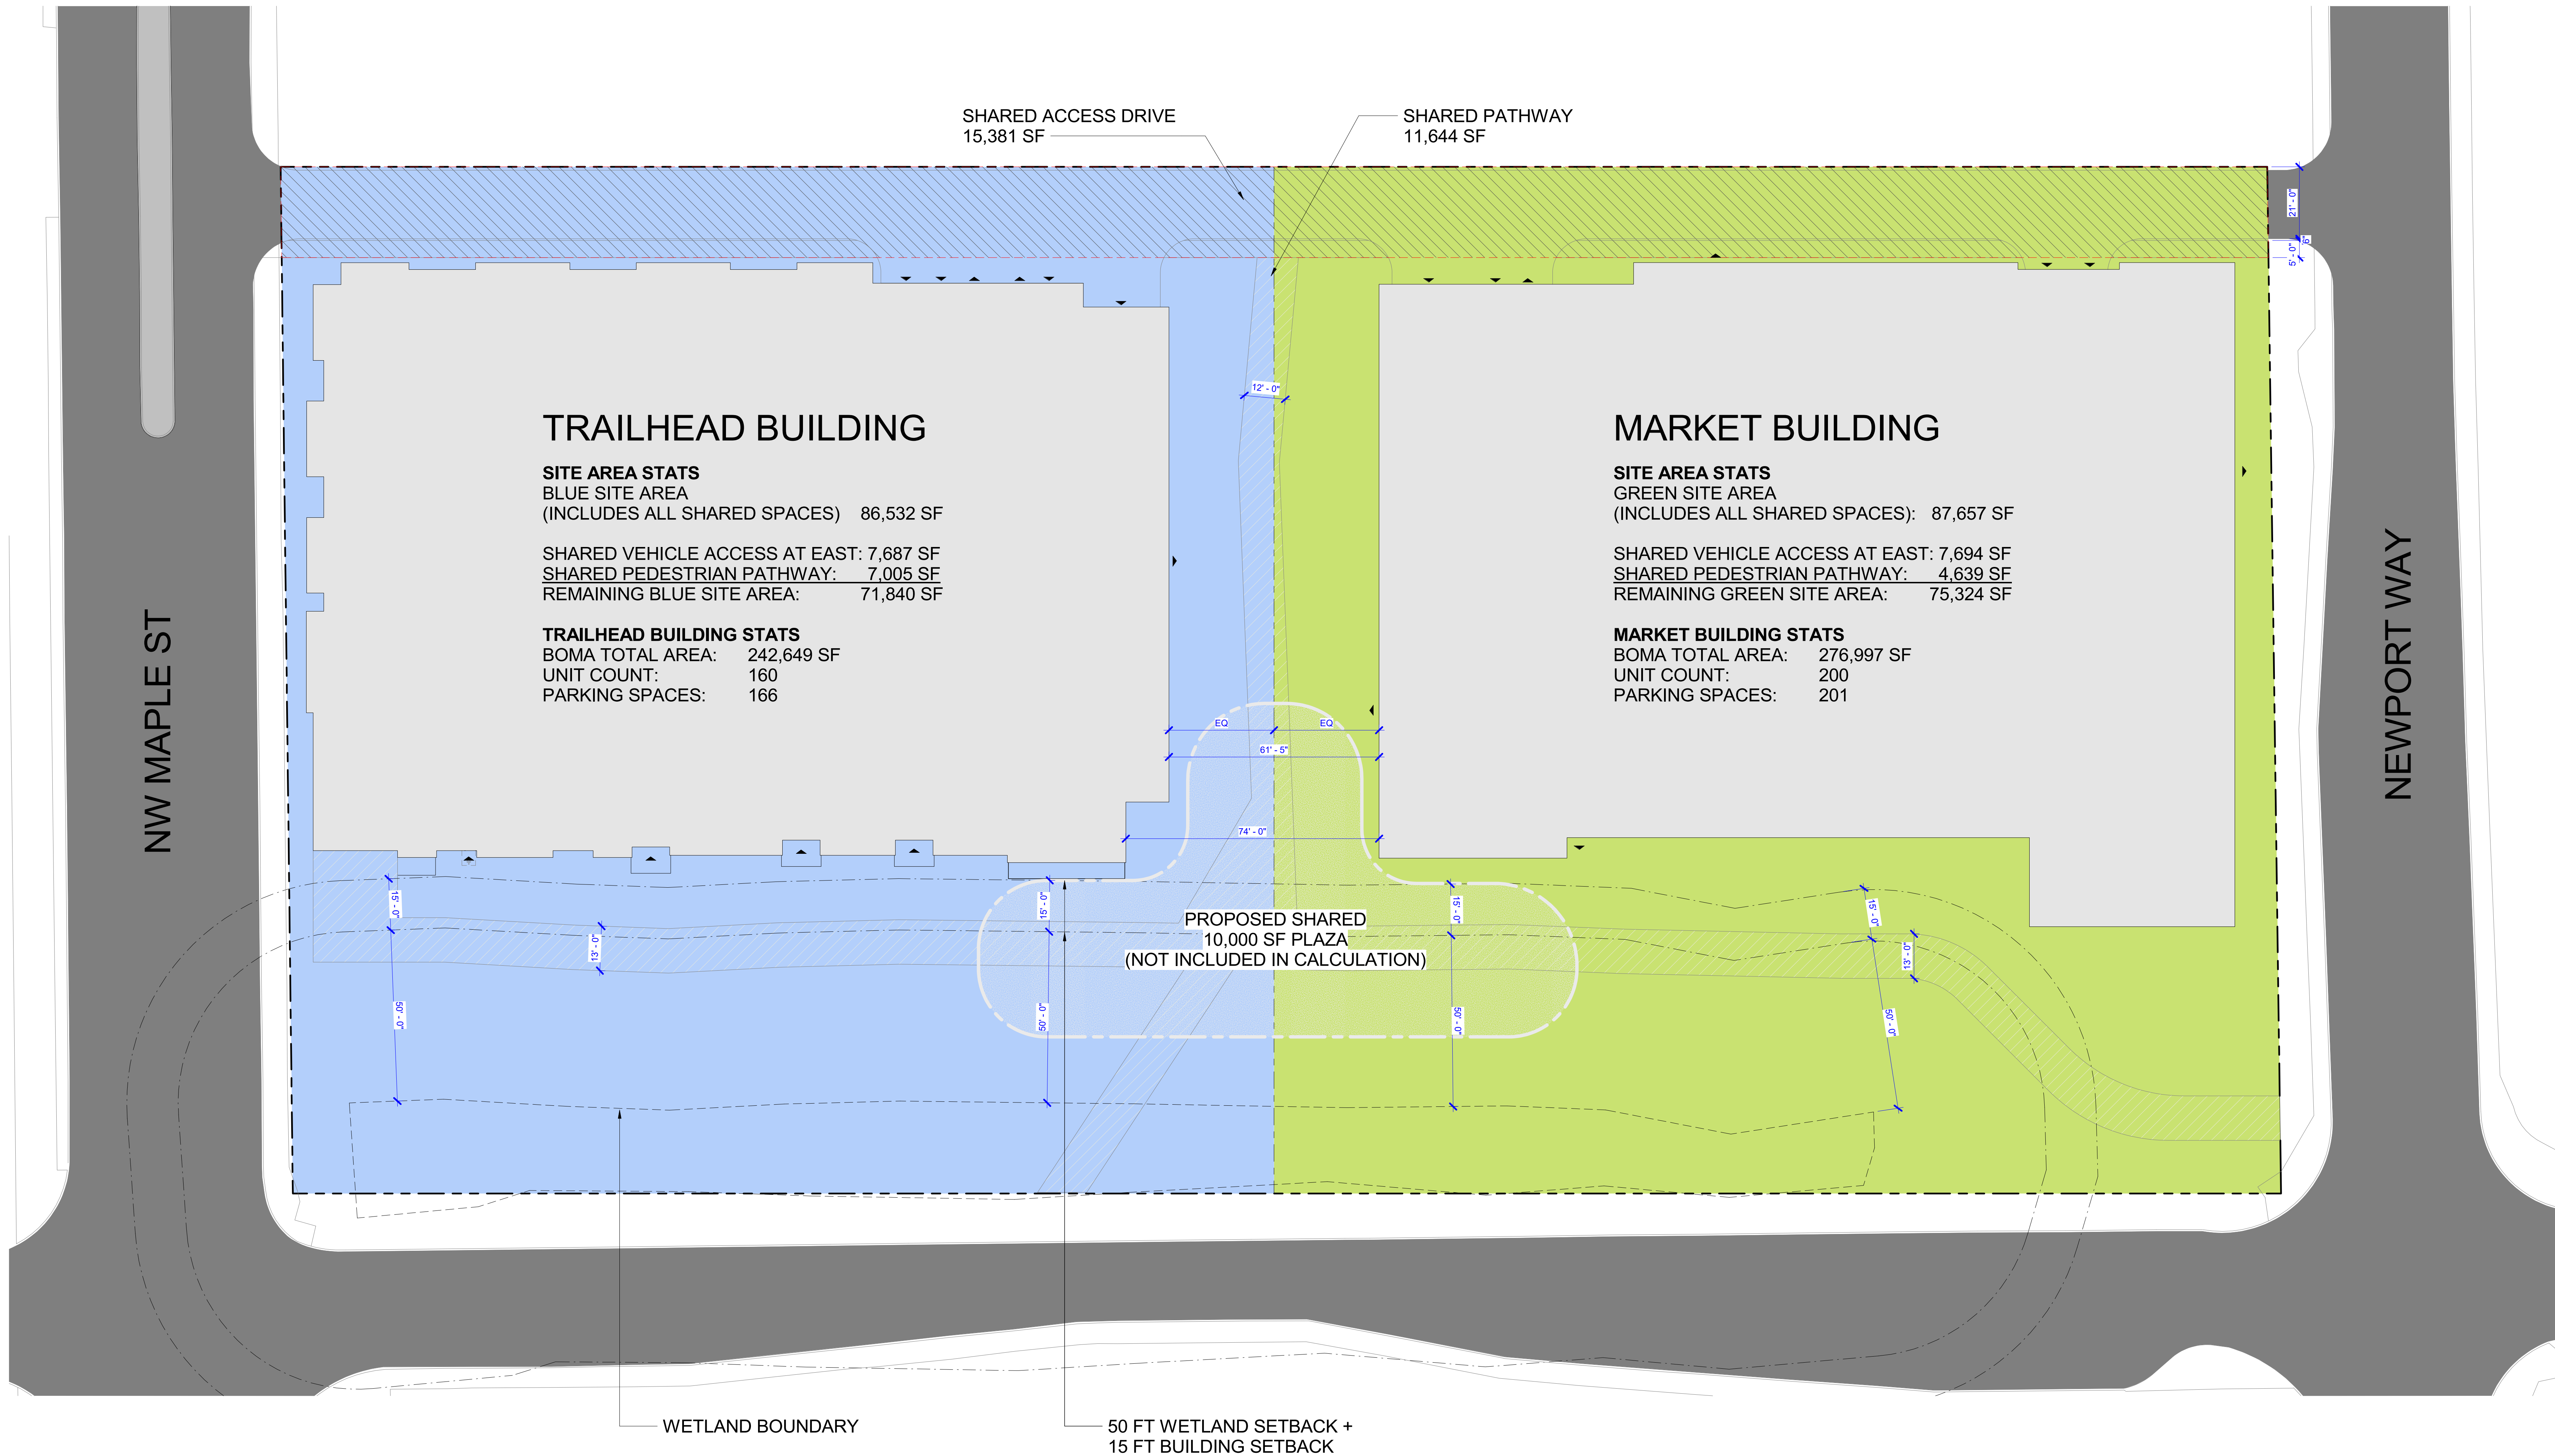 SHARED ACCESS DRIVE
15,381 SF
SHARED PATHWAY
11,644 SF
21' - 0"
6"
5' - 0"
12' - 0"
TRAILHEAD BUILDING
SITE AREA STATS
BLUE SITE AREA
(INCLUDES ALL SHARED SPACES) 86,532 SF
SHARED VEHICLE ACCESS AT EAST: 7,687 SF
SHARED PEDESTRIAN PATHWAY: 7,005 SF
REMAINING BLUE SITE AREA: 71,840 SF
TRAILHEAD BUILDING STATS
BOMA TOTAL AREA: 242,649 SF
UNIT COUNT: 160
PARKING SPACES: 166
MARKET BUILDING
SITE AREA STATS
GREEN SITE AREA
(INCLUDES ALL SHARED SPACES): 87,657 SF
SHARED VEHICLE ACCESS AT EAST: 7,694 SF
SHARED PEDESTRIAN PATHWAY: 4,639 SF
REMAINING GREEN SITE AREA: 75,324 SF
MARKET BUILDING STATS
BOMA TOTAL AREA: 276,997 SF
UNIT COUNT: 200
PARKING SPACES: 201
NW MAPLE ST
NEWPORT WAY
EQ
EQ
61' - 5"
74' - 0"
15' - 0"
15' - 0"
15' - 0"
15' - 0"
13' - 0"
13' - 0"
PROPOSED SHARED
10,000 SF PLAZA
(NOT INCLUDED IN CALCULATION)
50' - 0"
50' - 0"
50' - 0"
50' - 0"
WETLAND BOUNDARY
50 FT WETLAND SETBACK +
15 FT BUILDING SETBACK